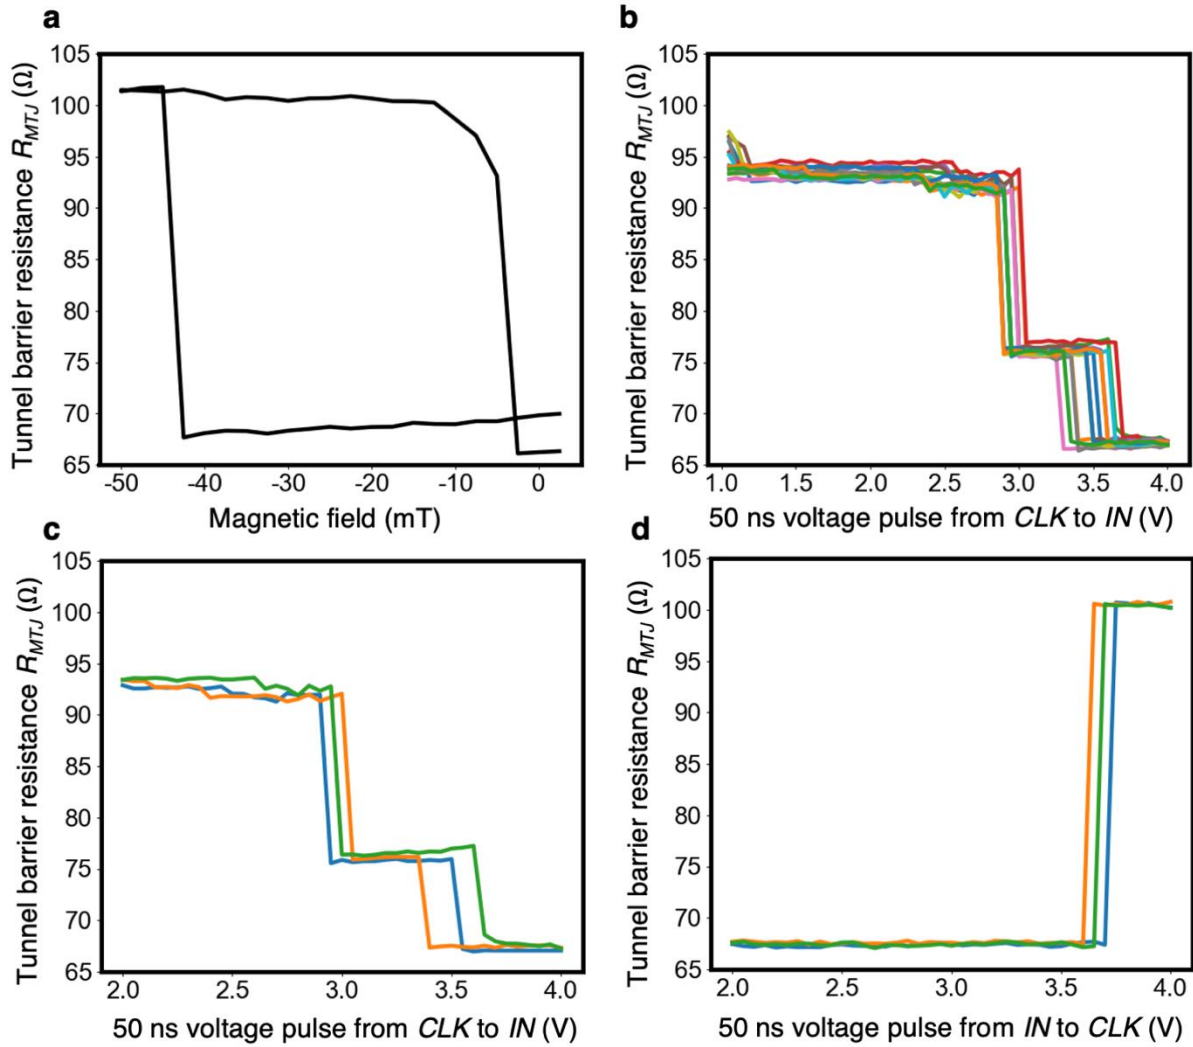 a
105
100
95
90
85
80
75
70
65
Tunnel barrier resistance R_MTJ (Ω)
-50 -40 -30 -20 -10 0
Magnetic field (mT)
b
105
100
95
90
85
80
75
70
65
Tunnel barrier resistance R_MTJ (Ω)
1.0 1.5 2.0 2.5 3.0 3.5 4.0
50 ns voltage pulse from CLK to IN (V)
c
105
100
95
90
85
80
75
70
65
Tunnel barrier resistance R_MTJ (Ω)
2.0 2.5 3.0 3.5 4.0
50 ns voltage pulse from CLK to IN (V)
d
105
100
95
90
85
80
75
70
65
Tunnel barrier resistance R_MTJ (Ω)
2.0 2.5 3.0 3.5 4.0
50 ns voltage pulse from IN to CLK (V)